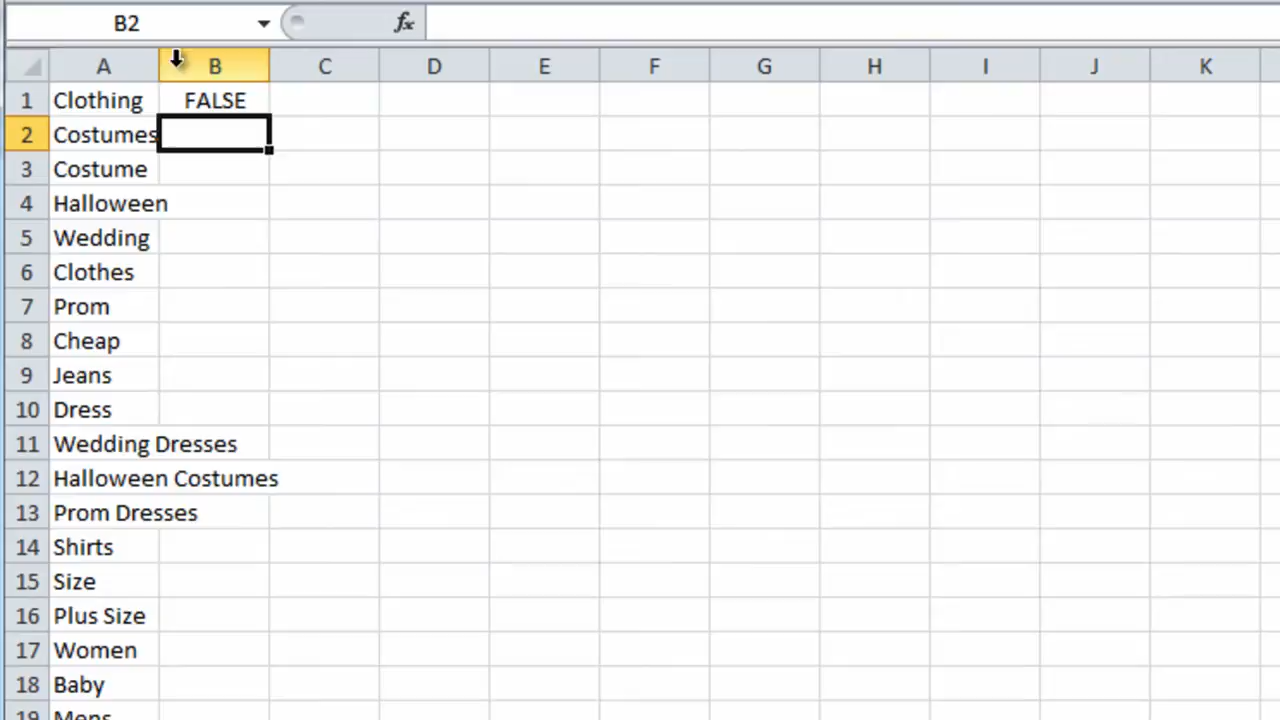 B2 fx
A B C D E F G H I J K
1 Clothing FALSE
2 Costumes
3 Costume
4 Halloween
5 Wedding
6 Clothes
7 Prom
8 Cheap
9 Jeans
10 Dress
11 Wedding Dresses
12 Halloween Costumes
13 Prom Dresses
14 Shirts
15 Size
16 Plus Size
17 Women
18 Baby
19 Mens